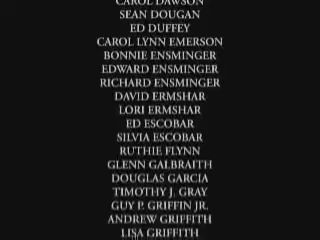 CAROL DAWSON
SEAN DOUGAN
ED DUFFEY
CAROL LYNN EMERSON
BONNIE ENSMINGER
EDWARD ENSMINGER
RICHARD ENSMINGER
DAVID ERMSHAR
LORI ERMSHAR
ED ESCOBAR
SILVIA ESCOBAR
RUTHIE FLYNN
GLENN GALBRAITH
DOUGLAS GARCIA
TIMOTHY J. GRAY
GUY P. GRIFFIN JR.
ANDREW GRIFFITH
LISA GRIFFITH